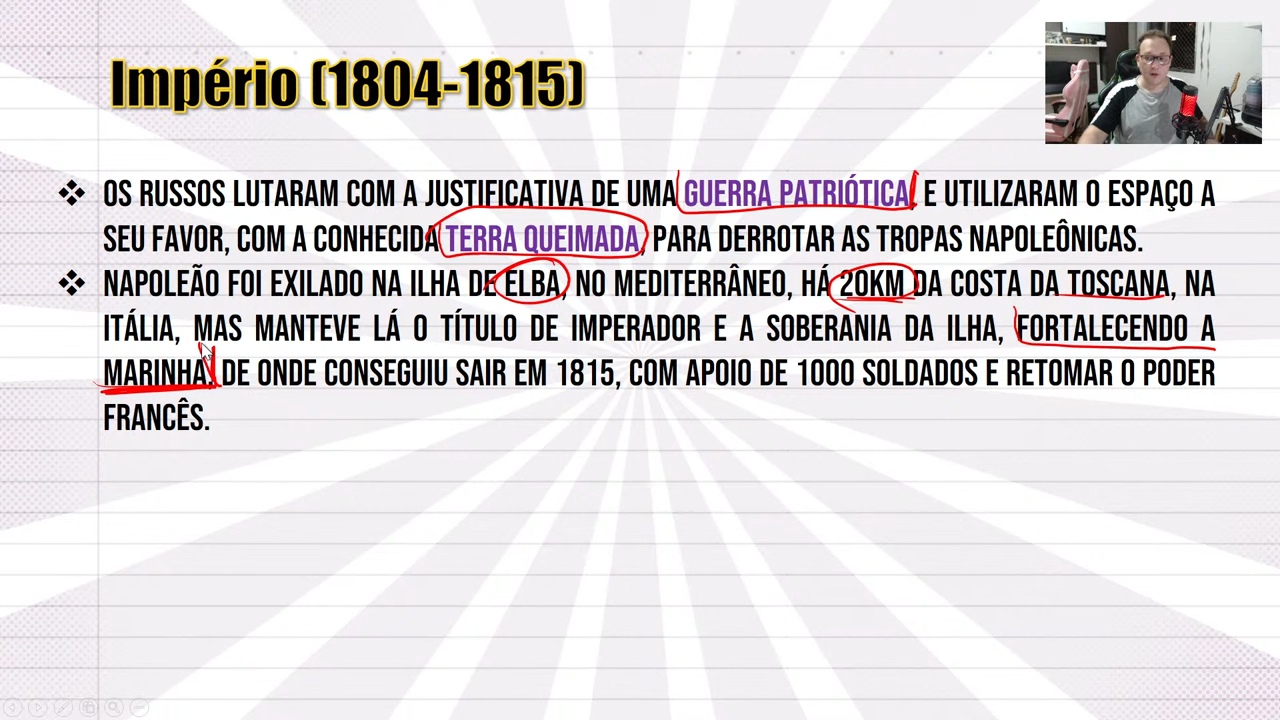 Império (1804-1815)
❖ OS RUSSOS LUTARAM COM A JUSTIFICATIVA DE UMA GUERRA PATRIÓTICA, E UTILIZARAM O ESPAÇO A
SEU FAVOR, COM A CONHECIDA TERRA QUEIMADA, PARA DERROTAR AS TROPAS NAPOLEÔNICAS.
❖ NAPOLEÃO FOI EXILADO NA ILHA DE ELBA, NO MEDITERRÂNEO, HÁ 20KM DA COSTA DA TOSCANA, NA
ITÁLIA, MAS MANTEVE LÁ O TÍTULO DE IMPERADOR E A SOBERANIA DA ILHA, FORTALECENDO A
MARINHA, DE ONDE CONSEGUIU SAIR EM 1815, COM APOIO DE 1000 SOLDADOS E RETOMAR O PODER
FRANCÊS.